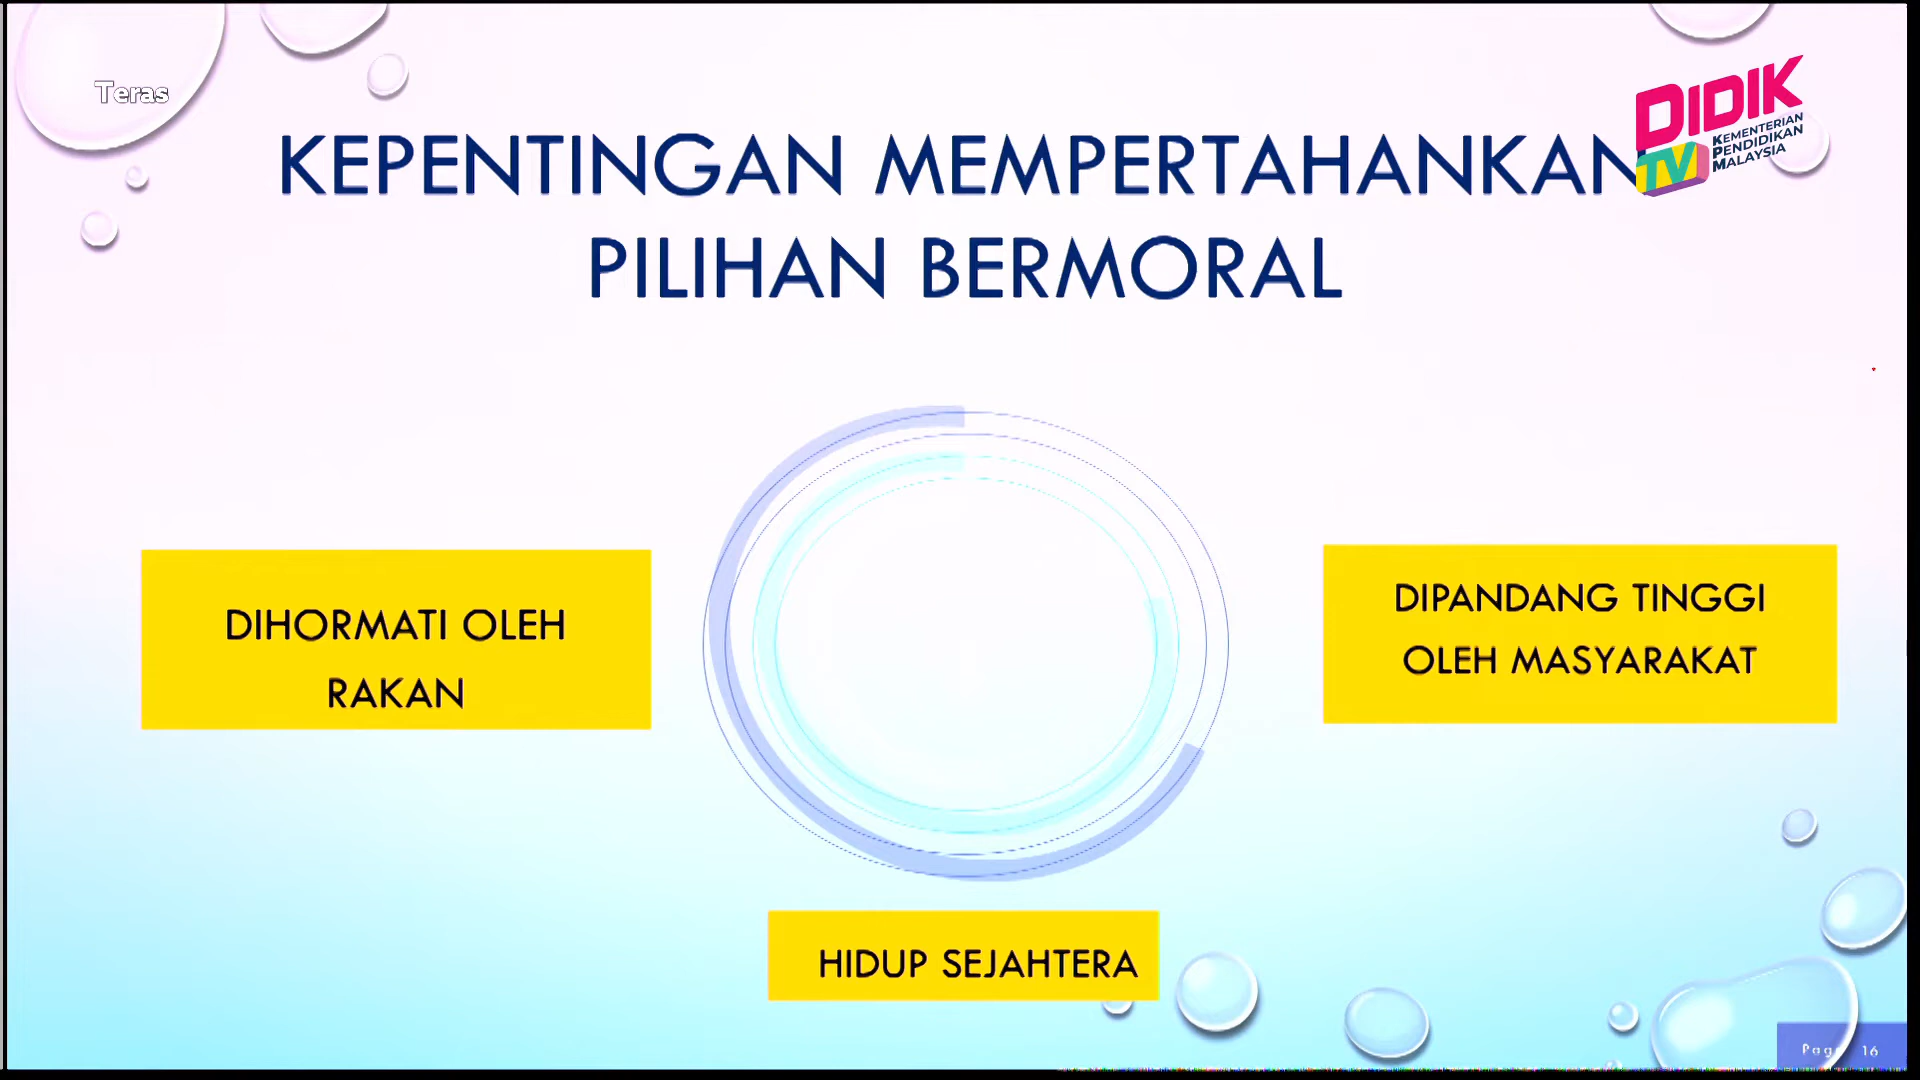 Teras
DIDIK
TV
KEMENTERIAN
PENDIDIKAN
MALAYSIA
KEPENTINGAN MEMPERTAHANKAN
PILIHAN BERMORAL
DIHORMATI OLEH
RAKAN
DIPANDANG TINGGI
OLEH MASYARAKAT
HIDUP SEJAHTERA
Page 16